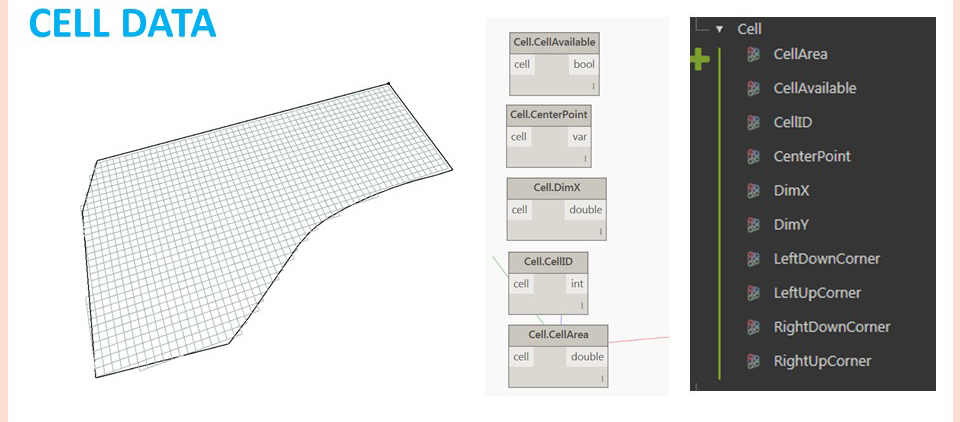 CELL DATA
Cell.CellAvailable
cell bool
l
Cell.CenterPoint
cell var
l
Cell.DimX
cell double
l
Cell.CellID
cell int
l
Cell.CellArea
cell double
l
Cell
CellArea
CellAvailable
CellID
CenterPoint
DimX
DimY
LeftDownCorner
LeftUpCorner
RightDownCorner
RightUpCorner